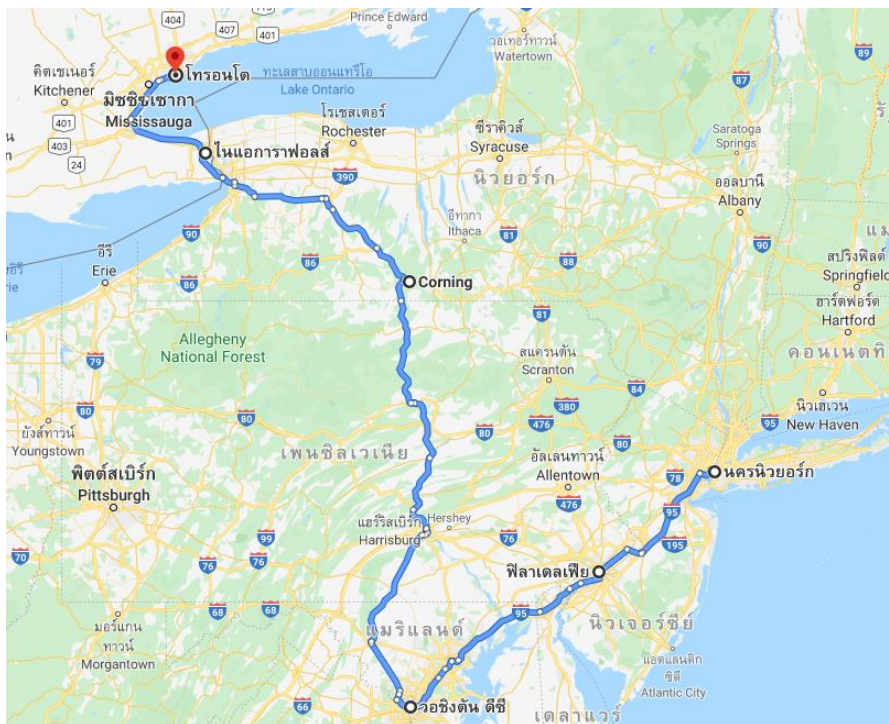 404
407
401
Prince Edward
วอเทอร์ทาวน์
Watertown
89
87
คิตเชเนอร์
Kitchener
โทรอนโต
ทะเลสาบออนแทรีโอ
Lake Ontario
มิซซิซเซากา
Mississauga
401
403
24
โรเชสเตอร์
Rochester
ซีราคิวส์
Syracuse
Saratoga
Springs
ไนแอการาฟอลส์
390
นิวยอร์ก
ออลบานี
Albany
อีทากา
Ithaca
90
81
90
อีรี
Erie
86
88
86
สปริงฟิลด์
Springfield
Corning
81
ฮาร์ตฟอร์ด
Hartford
Allegheny
National Forest
79
สแครนตัน
Scranton
คอนเนตทิ
84
80
80
476
380
95
นิวเฮเวน
New Haven
ยังส์ทาวน์
Youngstown
เพนซิลเวเนีย
80
80
อัลเลนทาวน์
Allentown
78
นครนิวยอร์ก
พิตต์สเบิร์ก
Pittsburgh
476
95
แฮร์ริสเบิร์ก
Harrisburg
Hershey
99
76
195
70
76
76
ฟิลาเดลเฟีย
68
68
95
มอร์แกน
ทาวน์
Morgantown
แมริแลนด์
นิวเจอร์ซีย์
แอตแลนติก
ซิตี
Atlantic City
66
วอชิงตัน ดีซี
เดลาแวร์